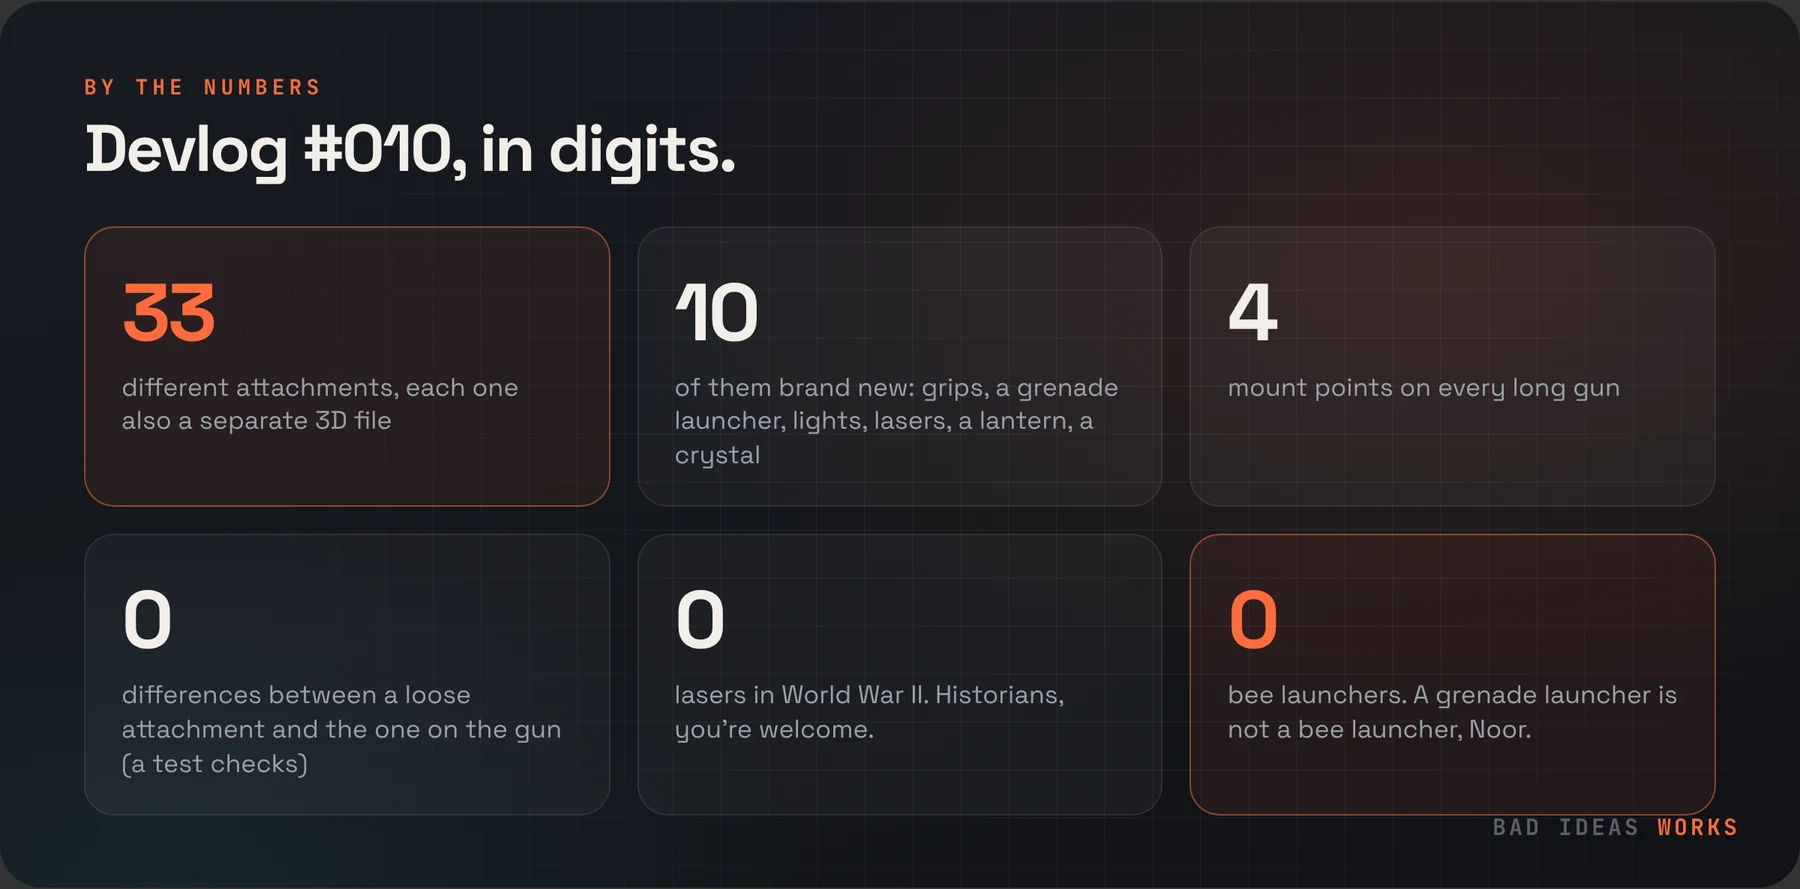 BY THE NUMBERS
Devlog #010, in digits.
33
different attachments, each one
also a separate 3D file
10
of them brand new: grips, a grenade
launcher, lights, lasers, a lantern, a
crystal
4
mount points on every long gun
0
differences between a loose
attachment and the one on the gun
(a test checks)
0
lasers in World War II. Historians,
you’re welcome.
0
bee launchers. A grenade launcher is
not a bee launcher, Noor.
BAD IDEAS WORKS